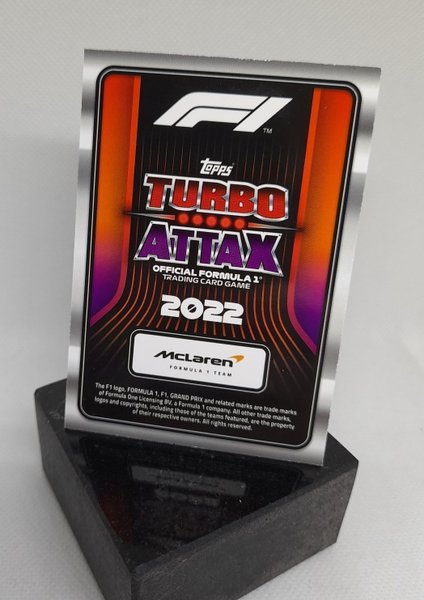 F1
TM
Topps
TURBO
ATTAX
OFFICIAL FORMULA 1®
TRADING CARD GAME
2022
McLaren
FORMULA 1 TEAM
The F1 logo, FORMULA 1, F1, GRAND PRIX and related marks are trade marks
of Formula One Licensing BV, a Formula 1 company. All other trade marks,
logos and copyrights, including those of the teams featured, are the property
of their respective owners. All rights reserved.